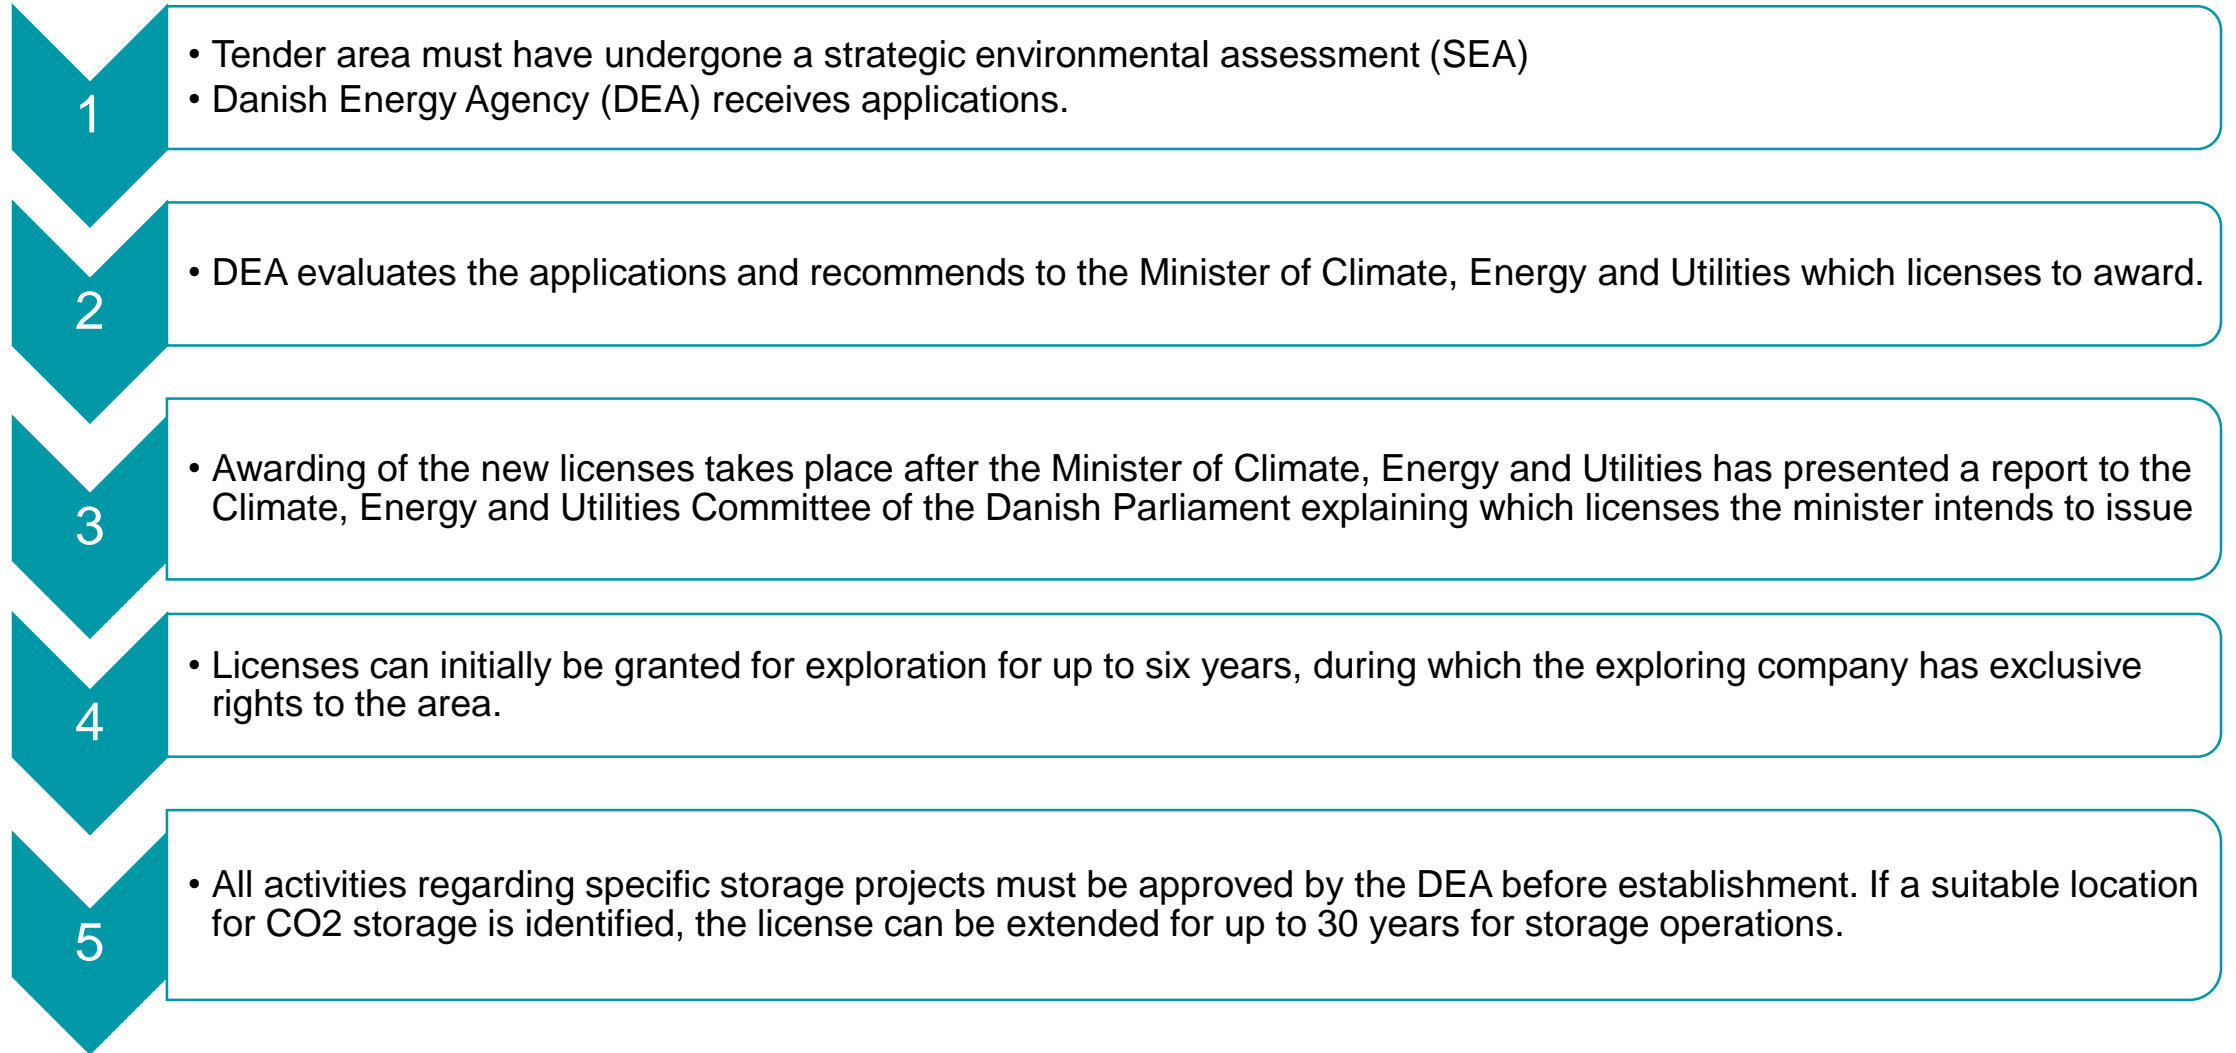 1
• Tender area must have undergone a strategic environmental assessment (SEA)
• Danish Energy Agency (DEA) receives applications.
2
• DEA evaluates the applications and recommends to the Minister of Climate, Energy and Utilities which licenses to award.
3
• Awarding of the new licenses takes place after the Minister of Climate, Energy and Utilities has presented a report to the
Climate, Energy and Utilities Committee of the Danish Parliament explaining which licenses the minister intends to issue
4
• Licenses can initially be granted for exploration for up to six years, during which the exploring company has exclusive
rights to the area.
5
• All activities regarding specific storage projects must be approved by the DEA before establishment. If a suitable location
for CO2 storage is identified, the license can be extended for up to 30 years for storage operations.